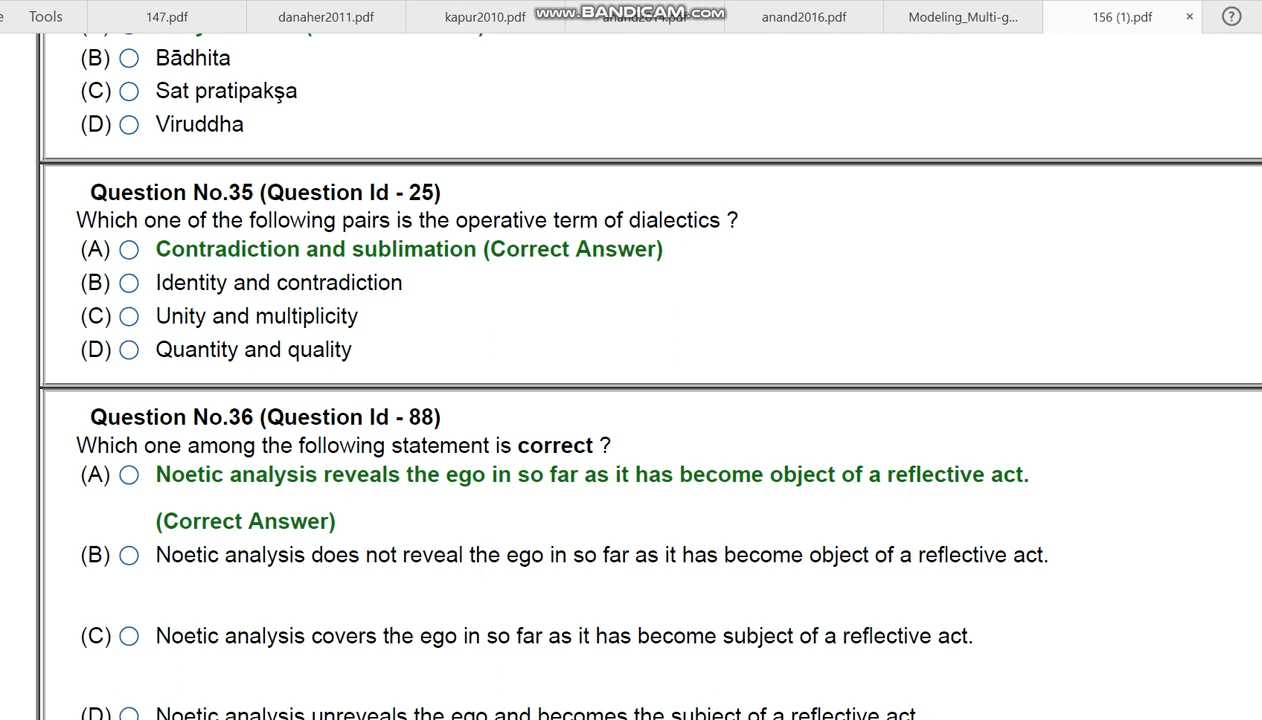 Tools 147.pdf danaher2011.pdf kapur2010.pdf anand2014.pdf anand2016.pdf Modeling_Multi-g... 156 (1).pdf × ?
www.BANDICAM.com
(B) Bādhita
(C) Sat pratipakşa
(D) Viruddha
Question No.35 (Question Id - 25)
Which one of the following pairs is the operative term of dialectics ?
(A) Contradiction and sublimation (Correct Answer)
(B) Identity and contradiction
(C) Unity and multiplicity
(D) Quantity and quality
Question No.36 (Question Id - 88)
Which one among the following statement is correct ?
(A) Noetic analysis reveals the ego in so far as it has become object of a reflective act.
(Correct Answer)
(B) Noetic analysis does not reveal the ego in so far as it has become object of a reflective act.
(C) Noetic analysis covers the ego in so far as it has become subject of a reflective act.
(D) Noetic analysis unreveals the ego and becomes the subject of a reflective act.